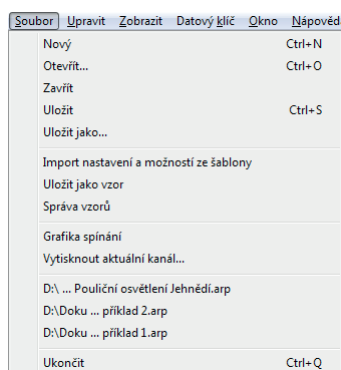 Soubor Upravit Zobrazit Datový klíč Okno Nápověd
Nový Ctrl+N
Otevřít... Ctrl+O
Zavřít
Uložit Ctrl+S
Uložit jako...
Import nastavení a možností ze šablony
Uložit jako vzor
Správa vzorů
Grafika spínání
Vytisknout aktuální kanál...
D:\ ... Pouliční osvětlení Jehnědí.arp
D:\Doku ... příklad 2.arp
D:\Doku ... příklad 1.arp
Ukončit Ctrl+Q